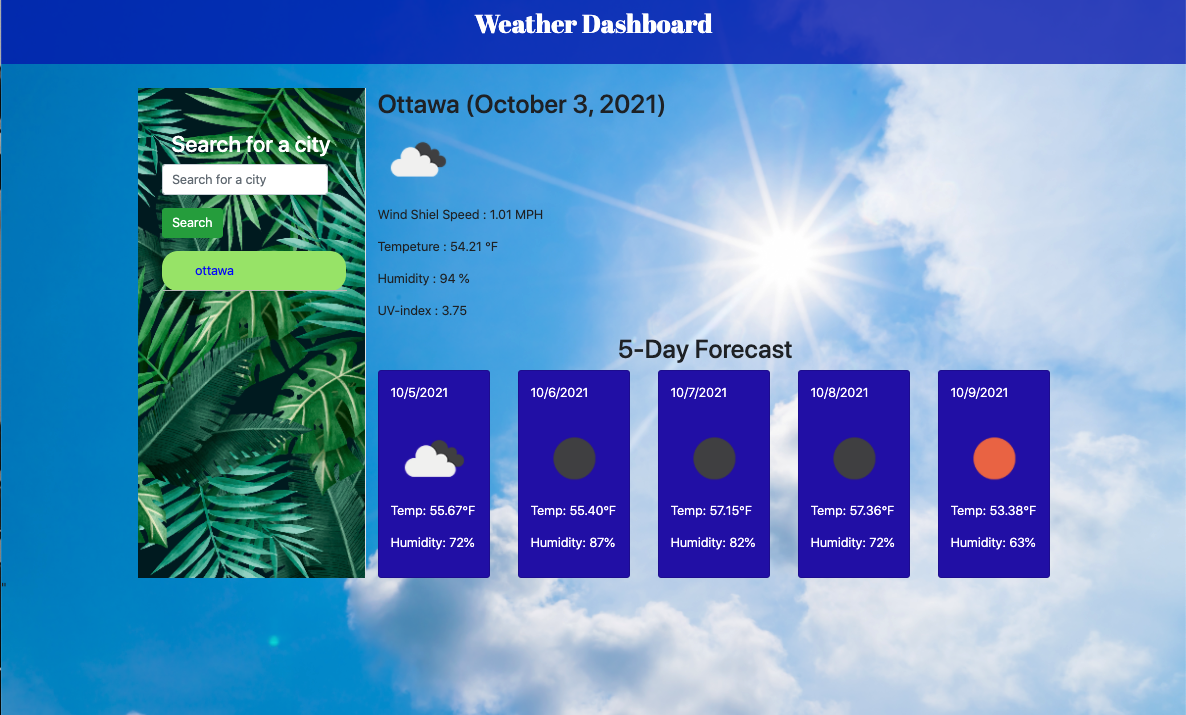 Weather Dashboard
Search for a city
Search for a city
Search
ottawa
Ottawa (October 3, 2021)
Wind Shiel Speed : 1.01 MPH
Tempeture : 54.21 °F
Humidity : 94 %
UV-index : 3.75
5-Day Forecast
10/5/2021
Temp: 55.67°F
Humidity: 72%
10/6/2021
Temp: 55.40°F
Humidity: 87%
10/7/2021
Temp: 57.15°F
Humidity: 82%
10/8/2021
Temp: 57.36°F
Humidity: 72%
10/9/2021
Temp: 53.38°F
Humidity: 63%
"